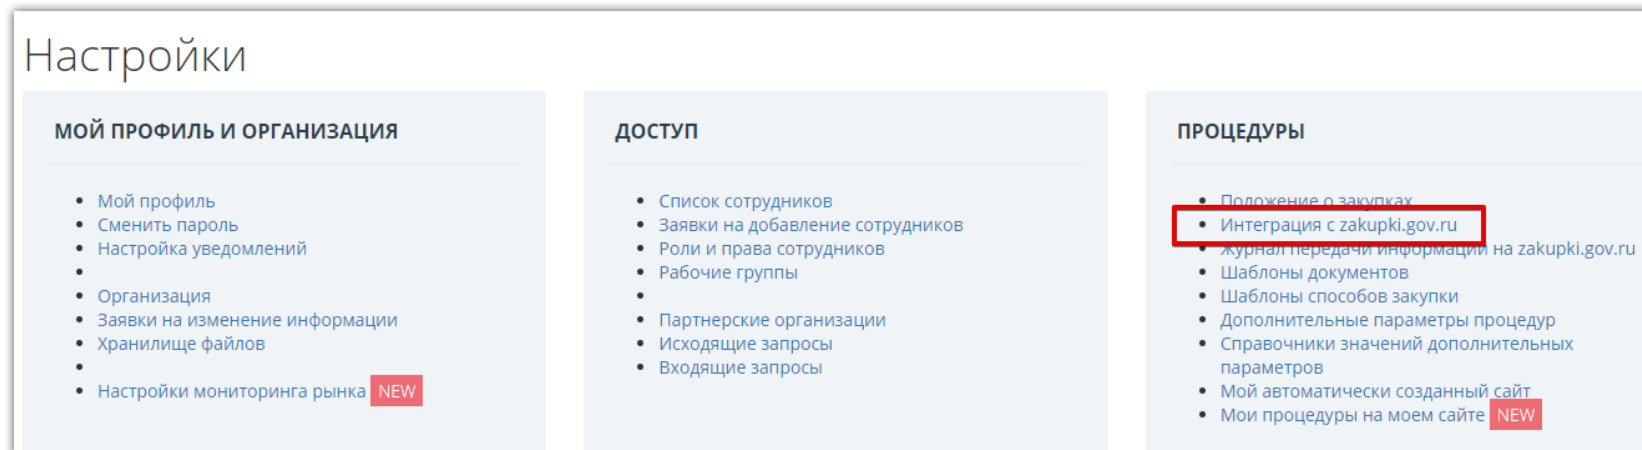 Настройки
МОЙ ПРОФИЛЬ И ОРГАНИЗАЦИЯ
Мой профиль
Сменить пароль
Настройка уведомлений
Организация
Заявки на изменение информации
Хранилище файлов
Настройки мониторинга рынка NEW
ДОСТУП
Список сотрудников
Заявки на добавление сотрудников
Роли и права сотрудников
Рабочие группы
Партнерские организации
Исходящие запросы
Входящие запросы
ПРОЦЕДУРЫ
Положение о закупках
Интеграция с zakupki.gov.ru
Журнал передачи информации на zakupki.gov.ru
Шаблоны документов
Шаблоны способов закупки
Дополнительные параметры процедур
Справочники значений дополнительных
параметров
Мой автоматически созданный сайт
Мои процедуры на моем сайте NEW